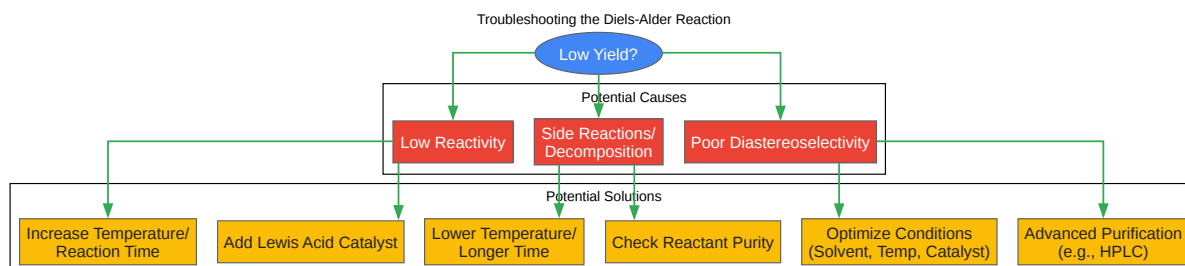 Troubleshooting the Diels-Alder Reaction
Low Yield?
Potential Causes
Low Reactivity
Side Reactions/
Decomposition
Poor Diastereoselectivity
Potential Solutions
Increase Temperature/
Reaction Time
Add Lewis Acid Catalyst
Lower Temperature/
Longer Time
Check Reactant Purity
Optimize Conditions
(Solvent, Temp, Catalyst)
Advanced Purification
(e.g., HPLC)